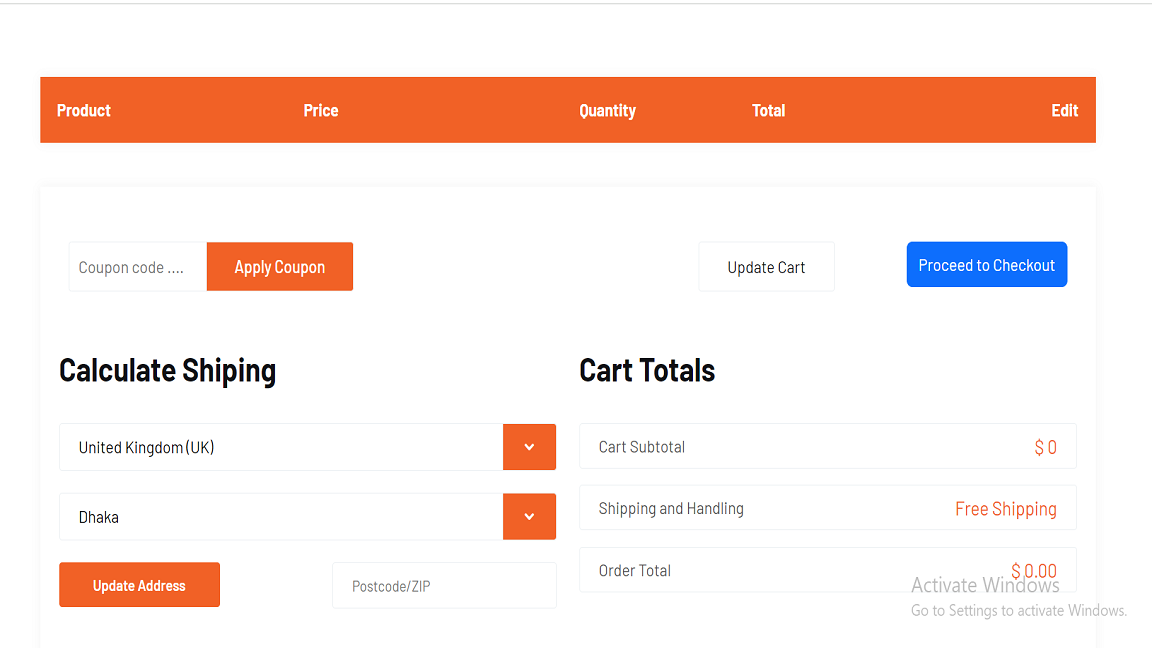 Product Price Quantity Total Edit
Coupon code .... Apply Coupon Update Cart Proceed to Checkout
Calculate Shiping
United Kingdom (UK)
Dhaka
Update Address Postcode/ZIP
Cart Totals
Cart Subtotal $ 0
Shipping and Handling Free Shipping
Order Total $ 0.00
Activate Windows
Go to Settings to activate Windows.